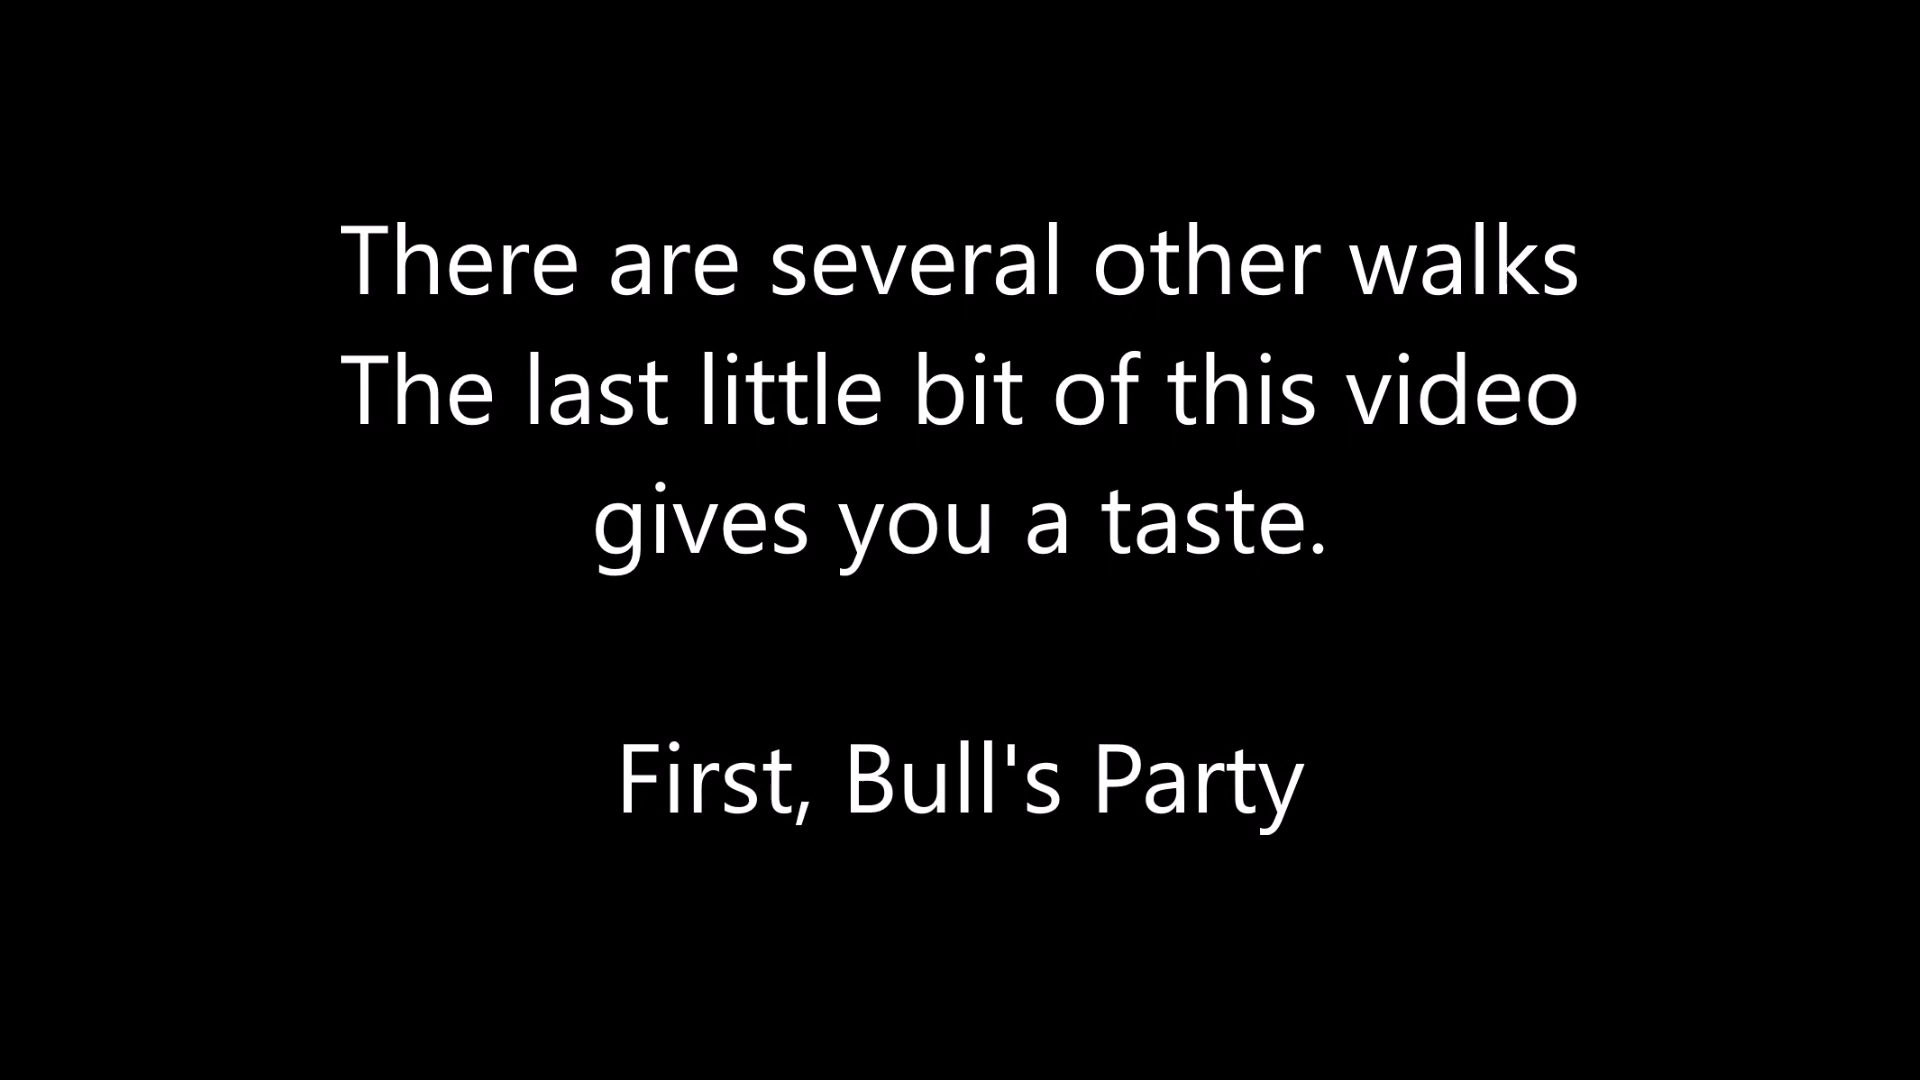 There are several other walks
The last little bit of this video
gives you a taste.
First, Bull's Party